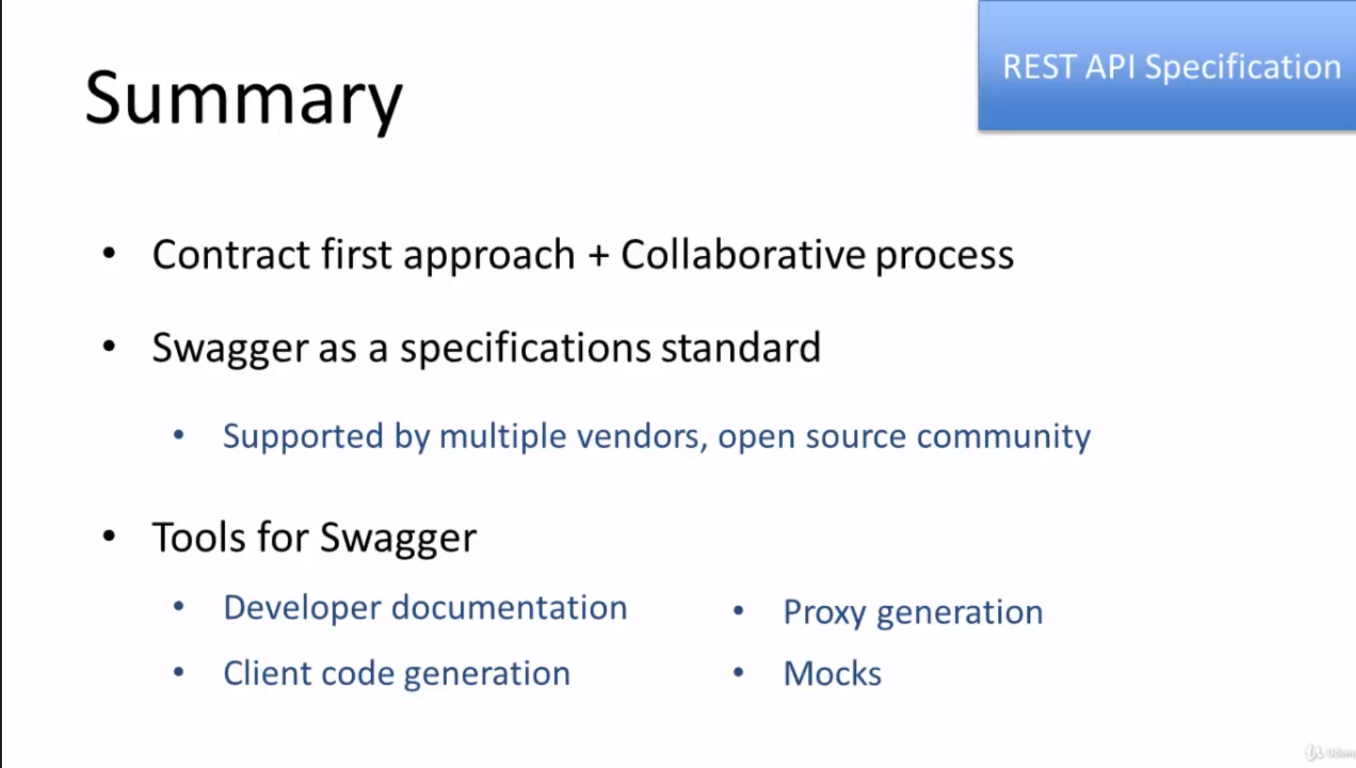 REST API Specification
Summary
• Contract first approach + Collaborative process
• Swagger as a specifications standard
• Supported by multiple vendors, open source community
• Tools for Swagger
• Developer documentation
• Proxy generation
• Client code generation
• Mocks